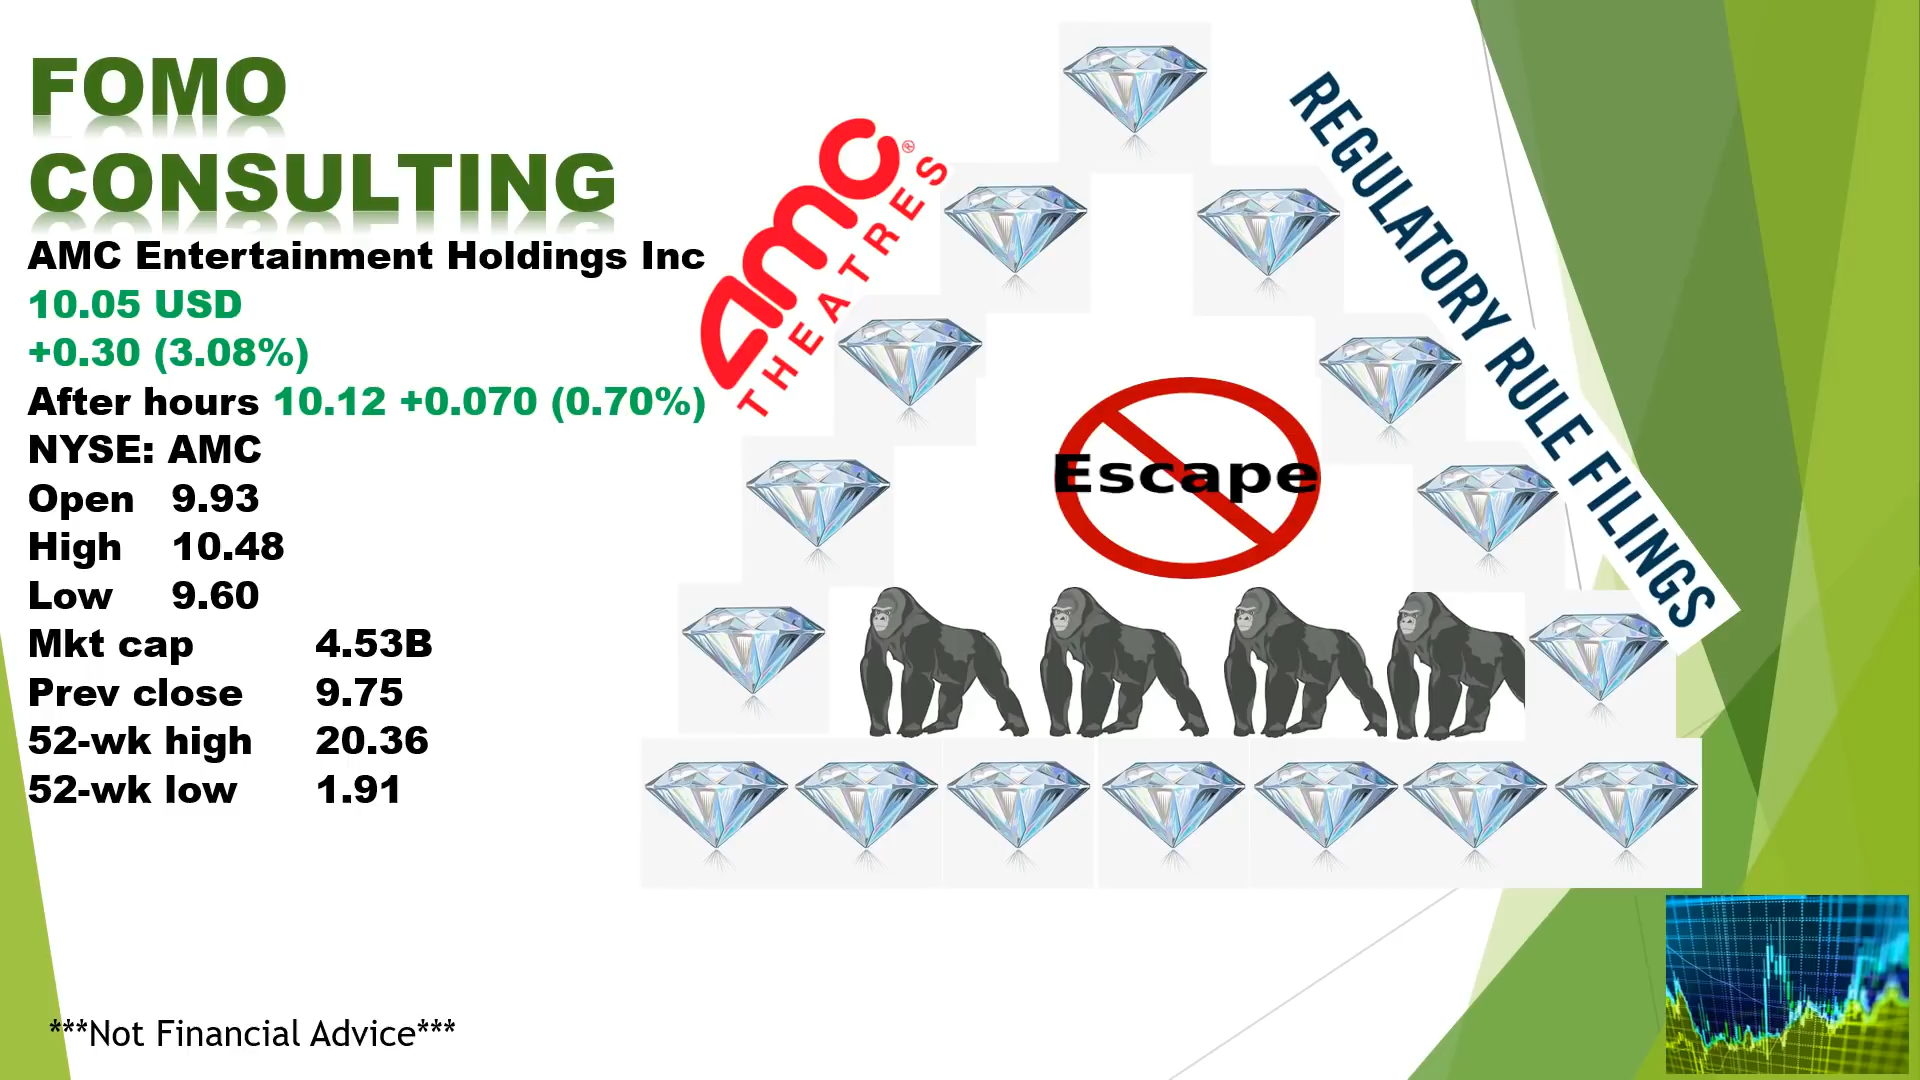 FOMO
CONSULTING
AMC Entertainment Holdings Inc
10.05 USD
+0.30 (3.08%)
After hours 10.12 +0.070 (0.70%)
NYSE: AMC
Open 9.93
High 10.48
Low 9.60
Mkt cap 4.53B
Prev close 9.75
52-wk high 20.36
52-wk low 1.91
***Not Financial Advice***
amc®
THEATRES
REGULATORY RULE FILINGS
Escape